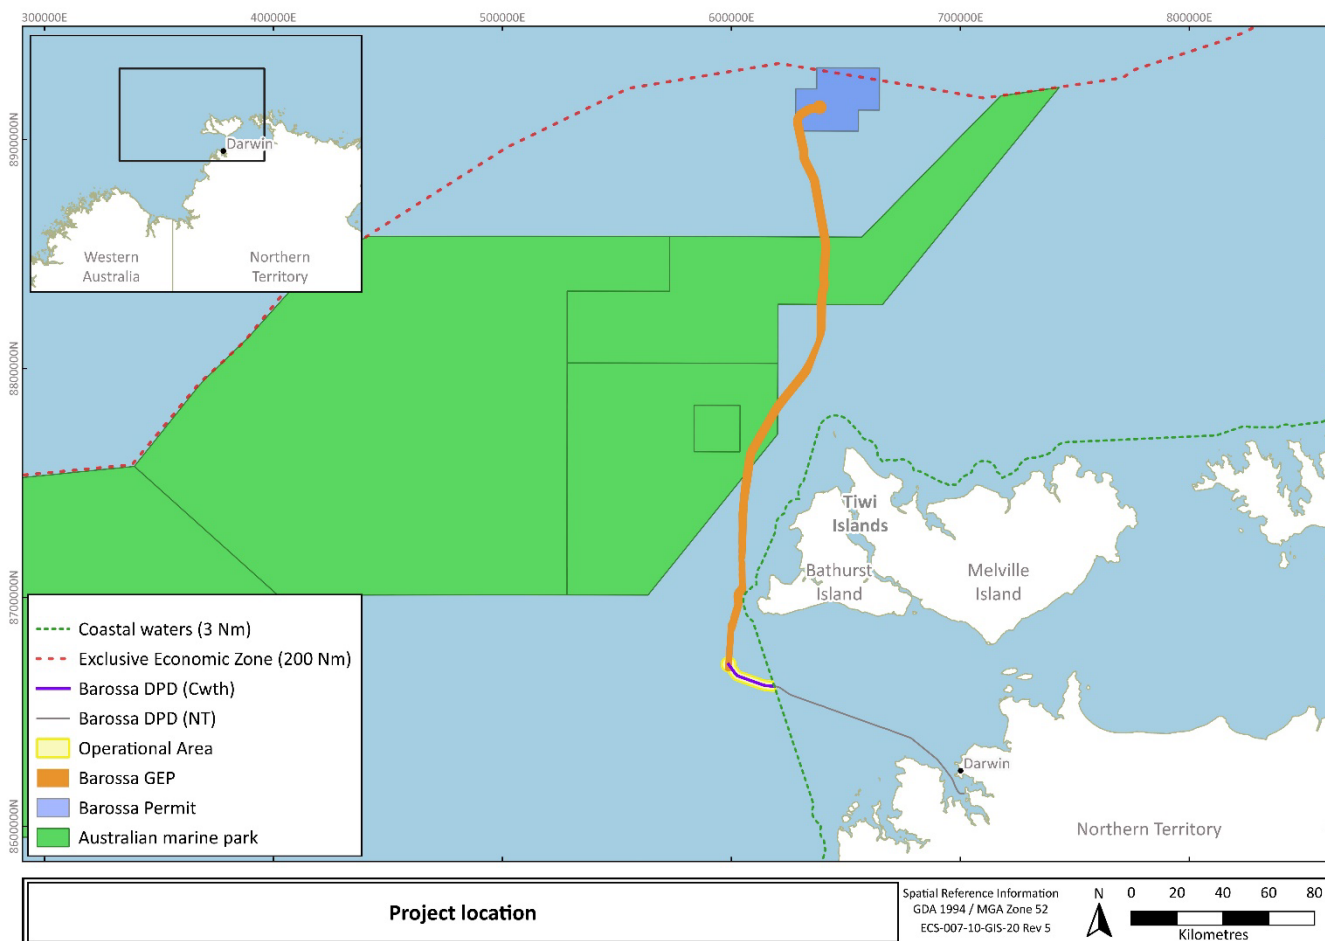 300000E
400000E
500000E
600000E
700000E
800000E
8900000N
8800000N
8700000N
8600000N
Darwin
Western
Australia
Northern
Territory
Tiwi
Islands
Bathurst
Island
Melville
Island
Darwin
Northern Territory
Coastal waters (3 Nm)
Exclusive Economic Zone (200 Nm)
Barossa DPD (Cwth)
Barossa DPD (NT)
Operational Area
Barossa GEP
Barossa Permit
Australian marine park
Project location
Spatial Reference Information
GDA 1994 / MGA Zone 52
ECS-007-10-GIS-20 Rev 5
N
0 20 40 60 80
Kilometres